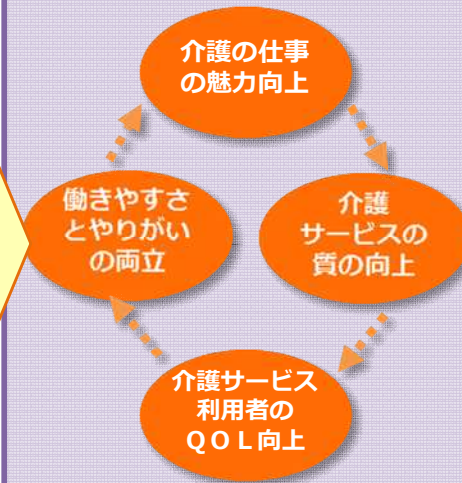 介護の仕事
の魅力向上
働きやすさ
とやりがい
の両立
介護
サービスの
質の向上
介護サービス
利用者の
ＱＯＬ向上